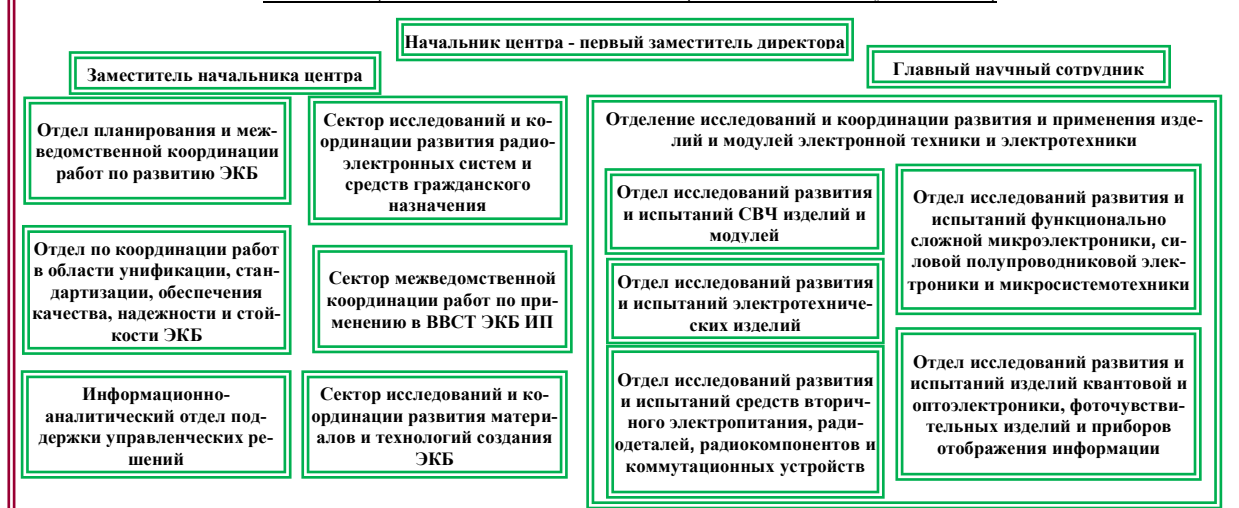 Начальник центра - первый заместитель директора
Заместитель начальника центра
Главный научный сотрудник
Отдел планирования и меж-
ведомственной координации
работ по развитию ЭКБ
Сектор исследований и ко-
ординации развития радио-
электронных систем и
средств гражданского
назначения
Отдел по координации работ
в области унификации, стан-
дартизации, обеспечения
качества, надежности и стой-
кости ЭКБ
Сектор межведомственной
координации работ по при-
менению в ВВСТ ЭКБ ИП
Информационно-
аналитический отдел под-
держки управленческих ре-
шений
Сектор исследований и ко-
ординации развития матери-
алов и технологий создания
ЭКБ
Отделение исследований и координации развития и применения изде-
лий и модулей электронной техники и электротехники
Отдел исследований развития
и испытаний СВЧ изделий и
модулей
Отдел исследований развития
и испытаний электротехниче-
ских изделий
Отдел исследований развития
и испытаний средств вторич-
ного электропитания, ради-
одеталей, радиокомпонентов и
коммутационных устройств
Отдел исследований развития и
испытаний функционально
сложной микроэлектроники, си-
ловой полупроводниковой элек-
троники и микросистемотехники
Отдел исследований развития и
испытаний изделий квантовой и
оптоэлектроники, фоточувстви-
тельных изделий и приборов
отображения информации